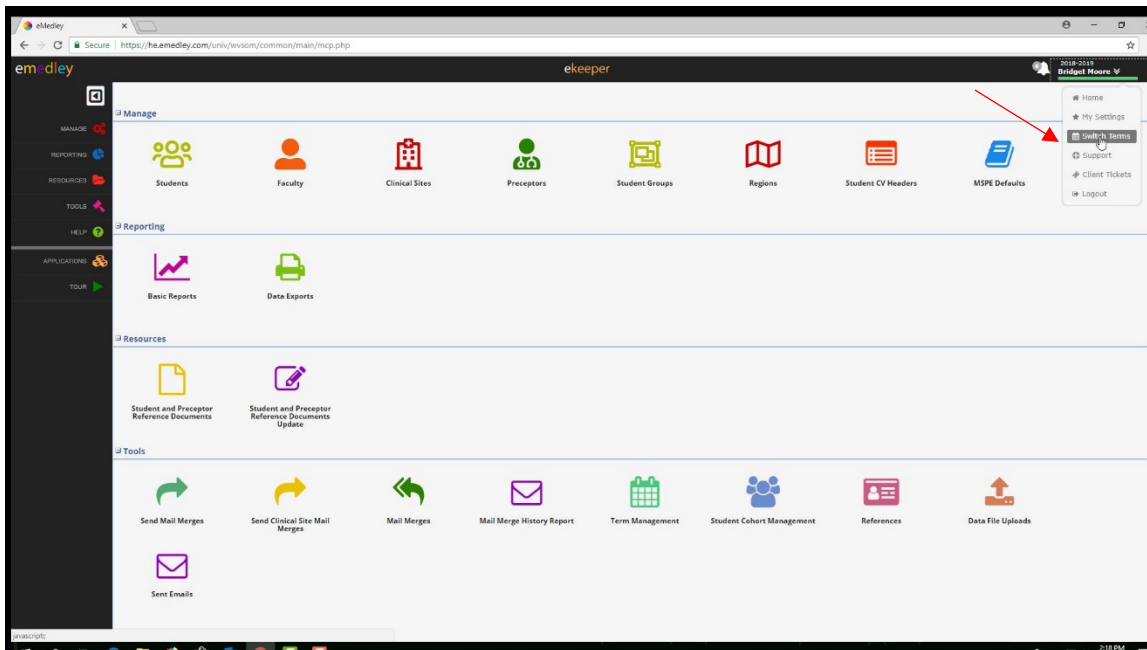 eMedley
Secure https://he.emedley.com/univ/wvsom/common/main/mcp.php
emedley
ekeeper
2018-2019
Bridget Moore
Home
My Settings
Switch Terms
Support
Client Tickets
Logout
MANAGE
REPORTING
RESOURCES
TOOLS
HELP
APPLICATIONS
TOUR
Manage
Students Faculty Clinical Sites Preceptors Student Groups Regions Student CV Headers MSPE Defaults
Reporting
Basic Reports Data Exports
Resources
Student and Preceptor
Reference Documents
Student and Preceptor
Reference Documents
Update
Tools
Send Mail Merges
Send Clinical Site Mail
Merges
Mail Merges Mail Merge History Report Term Management Student Cohort Management References Data File Uploads
Sent Emails
javascript:
2:18 PM